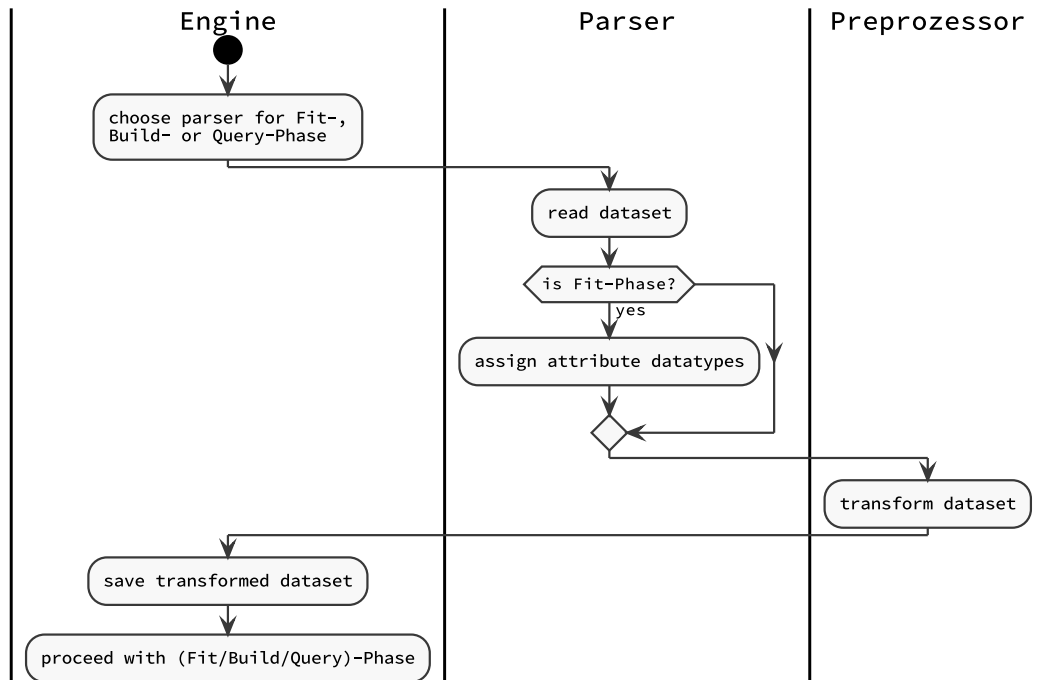 Engine
Parser
Preprozessor
choose parser for Fit-,
Build- or Query-Phase
read dataset
is Fit-Phase?
yes
assign attribute datatypes
transform dataset
save transformed dataset
proceed with (Fit/Build/Query)-Phase